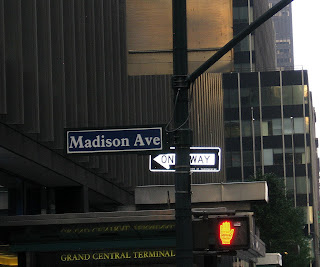 Madison Ave
ONE WAY
GRAND CENTRAL TERMINAL